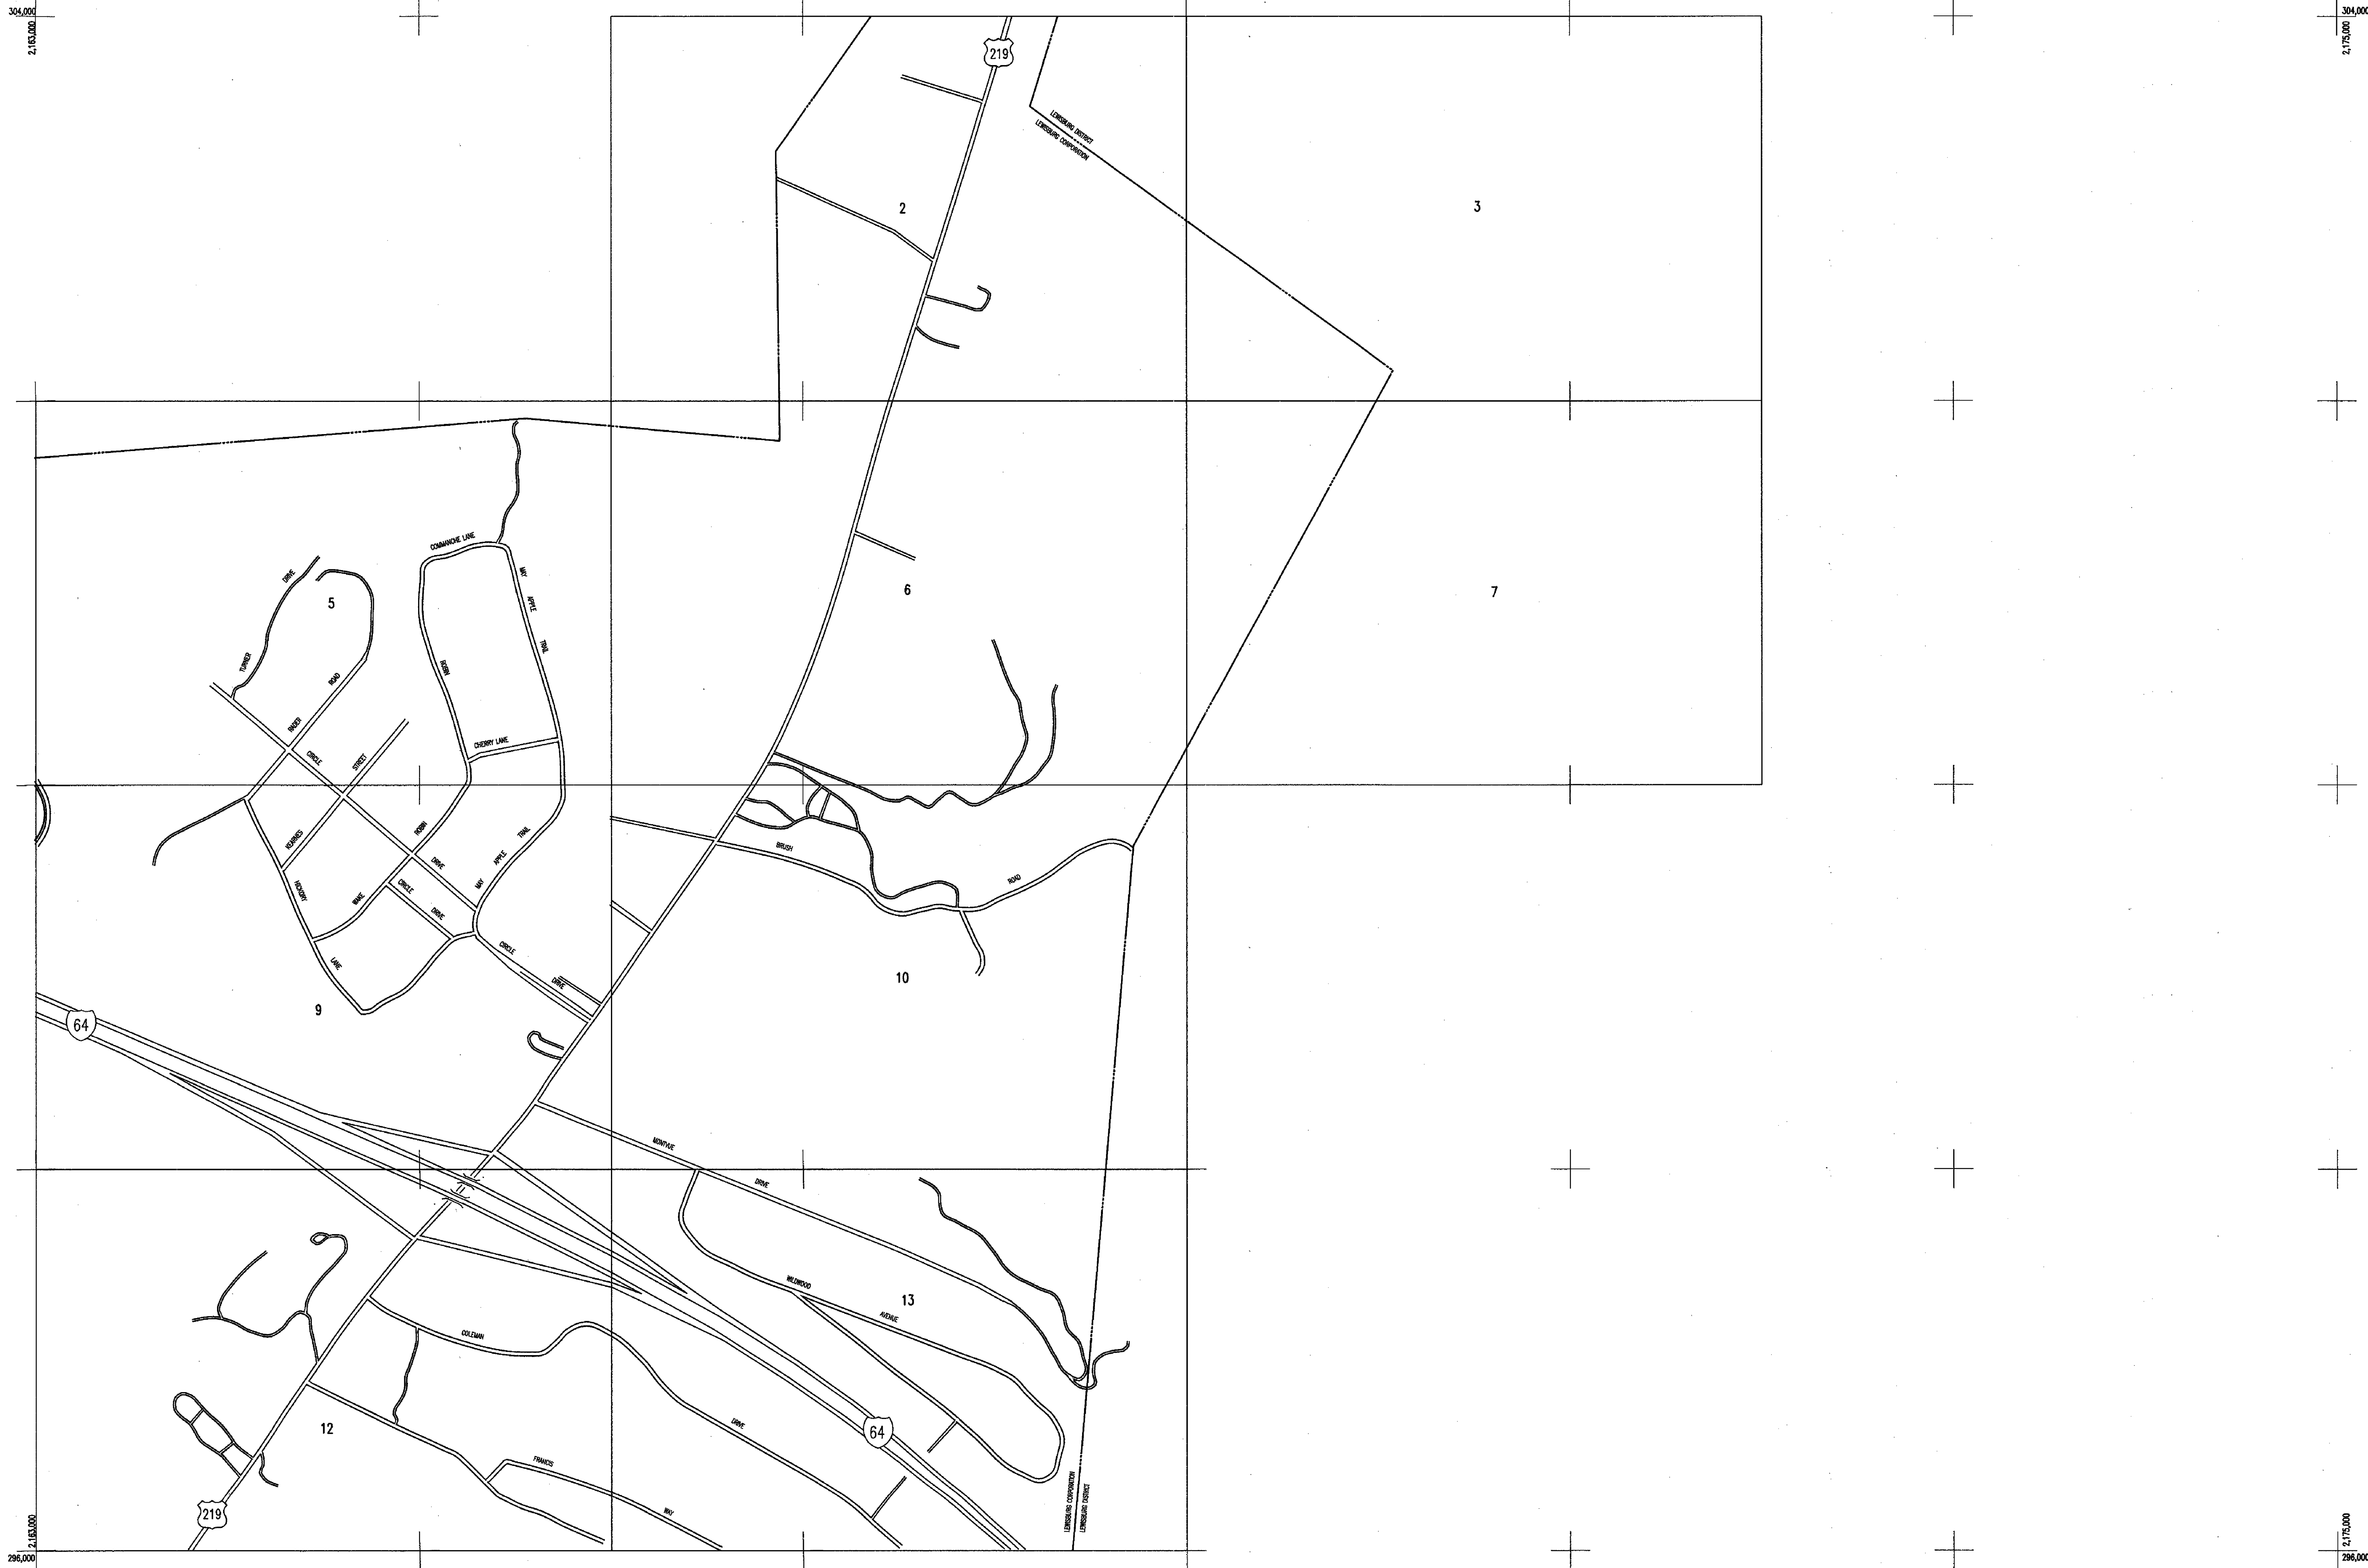 304,000
2,163,000
304,000
2,175,000
219
LEWISBURG DISTRICT
LEWISBURG CORPORATION
2
3
COMMANCHE LANE
DRIVE
TURNER
5
MAY
APPLE
TRAIL
6
7
ROBIN
ROAD
RADER
CIRCLE
STREET
CHERRY LANE
KEARNES
ROBIN
DRIVE
TRAIL
APPLE
MAY
BRUSH
ROAD
HICKORY
WAKE
CIRCLE
DRIVE
LANE
CIRCLE
DRIVE
9
10
64
MONTVUE
DRIVE
WILDWOOD
AVENUE
13
COLEMAN
DRIVE
12
64
FRANCIS
WAY
219
LEWISBURG CORPORATION
LEWISBURG DISTRICT
2,163,000
296,000
2,175,000
296,000